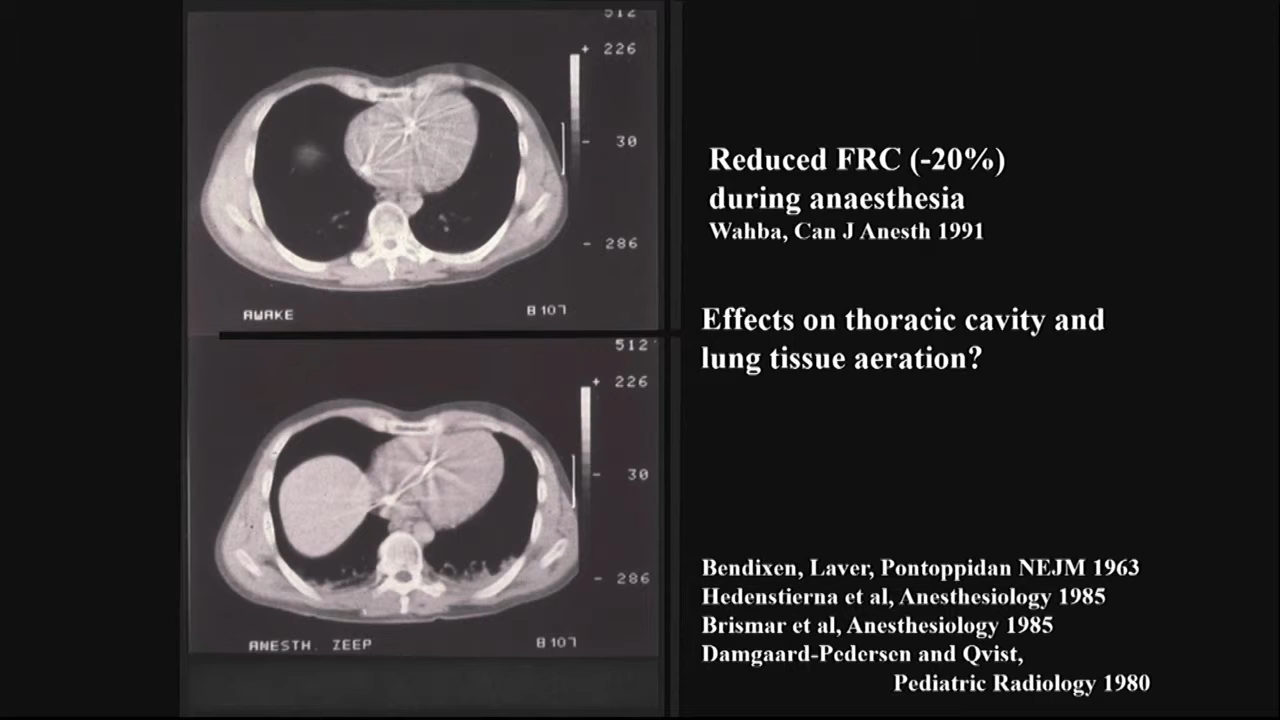 512
+ 226
- 30
- 286
AWAKE
B 107
512
+ 226
- 30
- 286
ANESTH. ZEEP
B 107
Reduced FRC (-20%)
during anaesthesia
Wahba, Can J Anesth 1991
Effects on thoracic cavity and
lung tissue aeration?
Bendixen, Laver, Pontoppidan NEJM 1963
Hedenstierna et al, Anesthesiology 1985
Brismar et al, Anesthesiology 1985
Damgaard-Pedersen and Qvist,
Pediatric Radiology 1980